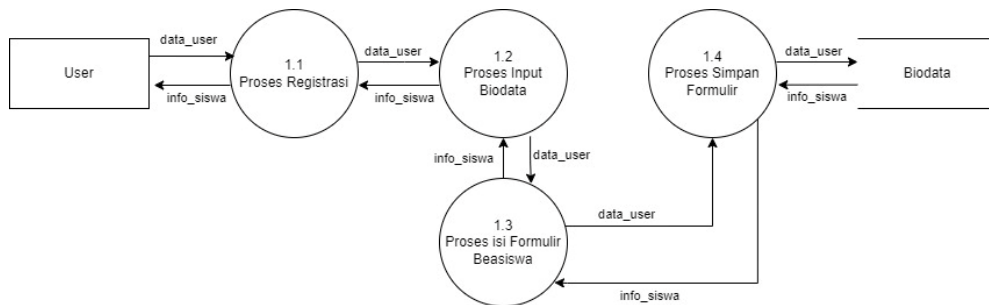 User
data_user
info_siswa
1.1
Proses Registrasi
data_user
info_siswa
1.2
Proses Input
Biodata
info_siswa
data_user
1.3
Proses isi Formulir
Beasiswa
data_user
info_siswa
1.4
Proses Simpan
Formulir
data_user
info_siswa
Biodata